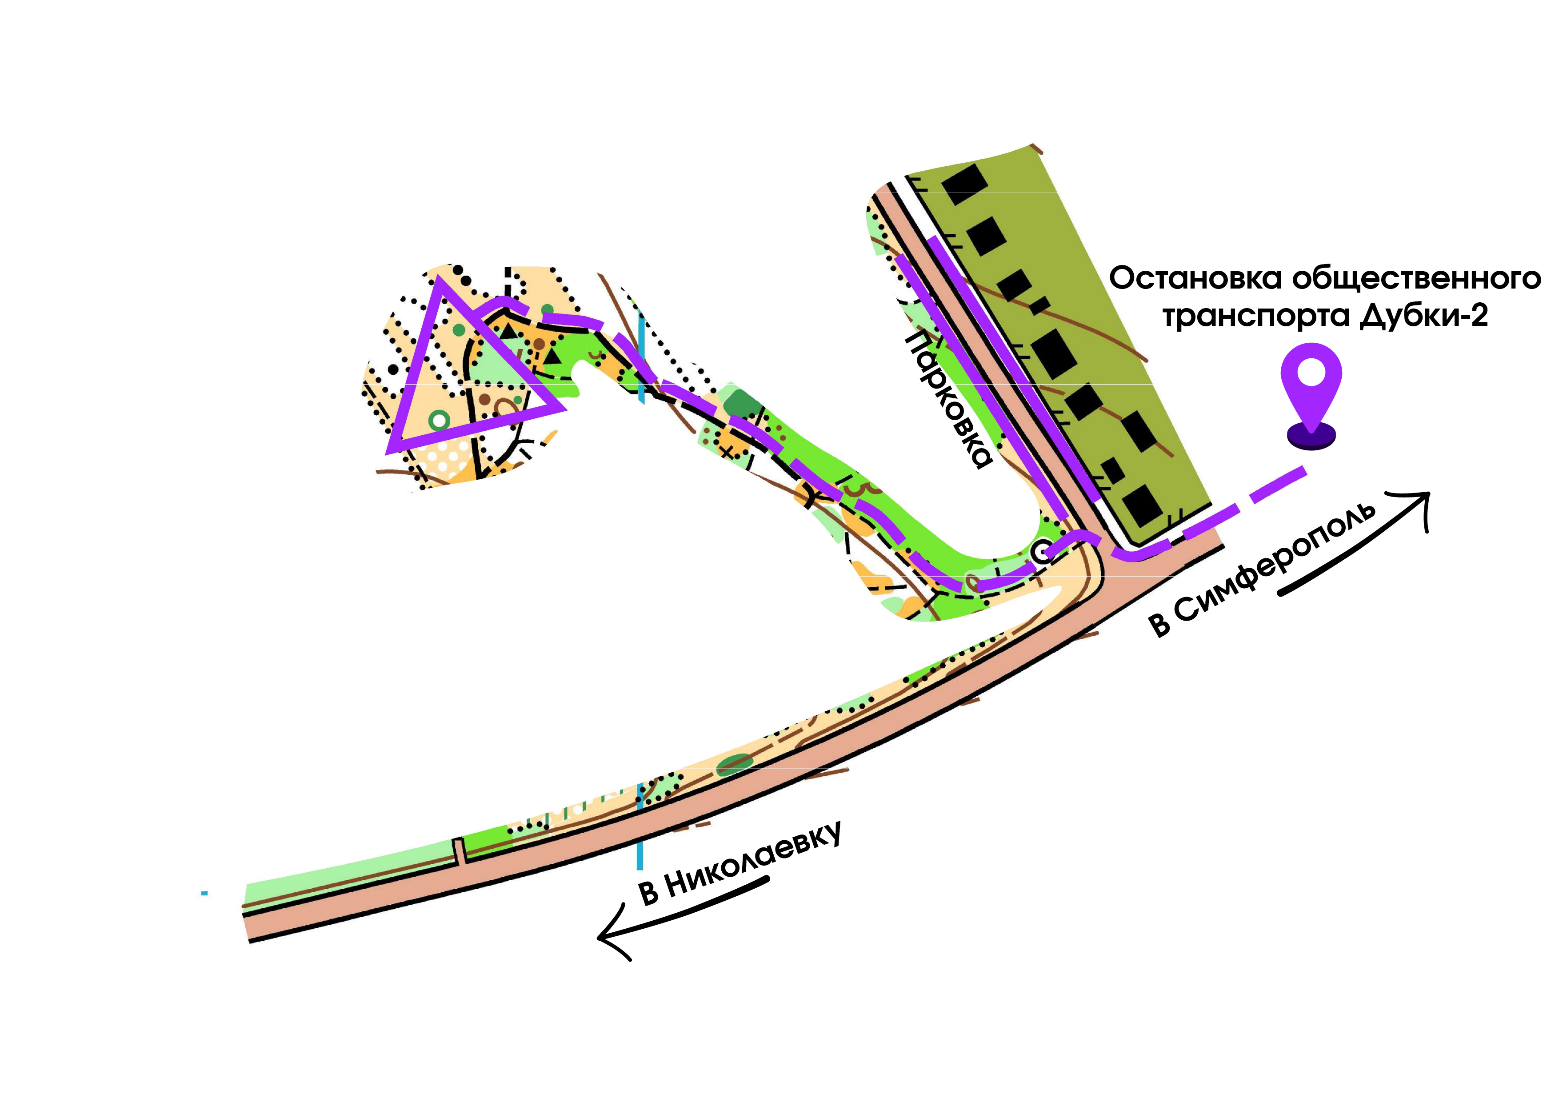 Остановка общественного
транспорта Дубки-2
Парковка
В Симферополь
В Николаевку